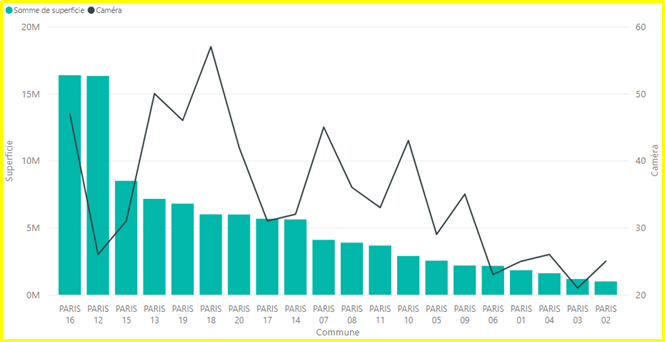 Somme de superficie Caméra
20M 60
15M 50
40
10M
30
5M
0M 20
Superficie
Caméra
PARIS PARIS PARIS PARIS PARIS PARIS PARIS PARIS PARIS PARIS PARIS PARIS PARIS PARIS PARIS PARIS PARIS PARIS PARIS PARIS
16 12 15 13 19 18 20 17 14 07 08 11 10 05 09 06 01 04 03 02
Commune